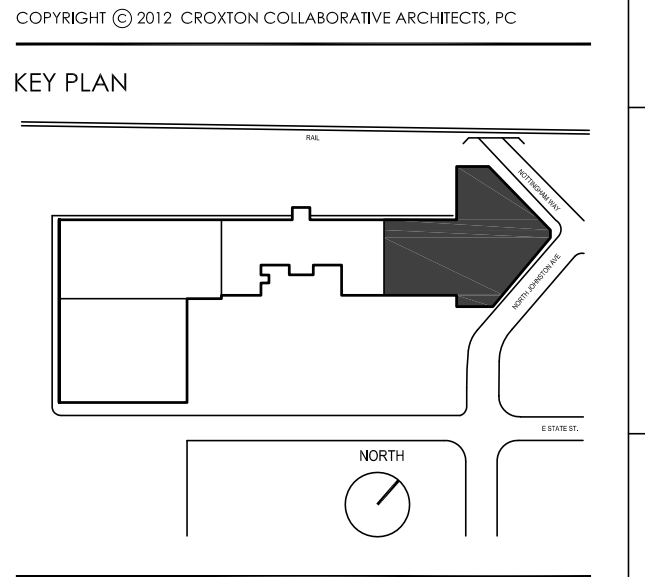 COPYRIGHT © 2012 CROXTON COLLABORATIVE ARCHITECTS, PC
KEY PLAN
RAIL
NOTTINGHAM WAY
NORTH JOHNSTON AVE
E STATE ST.
NORTH